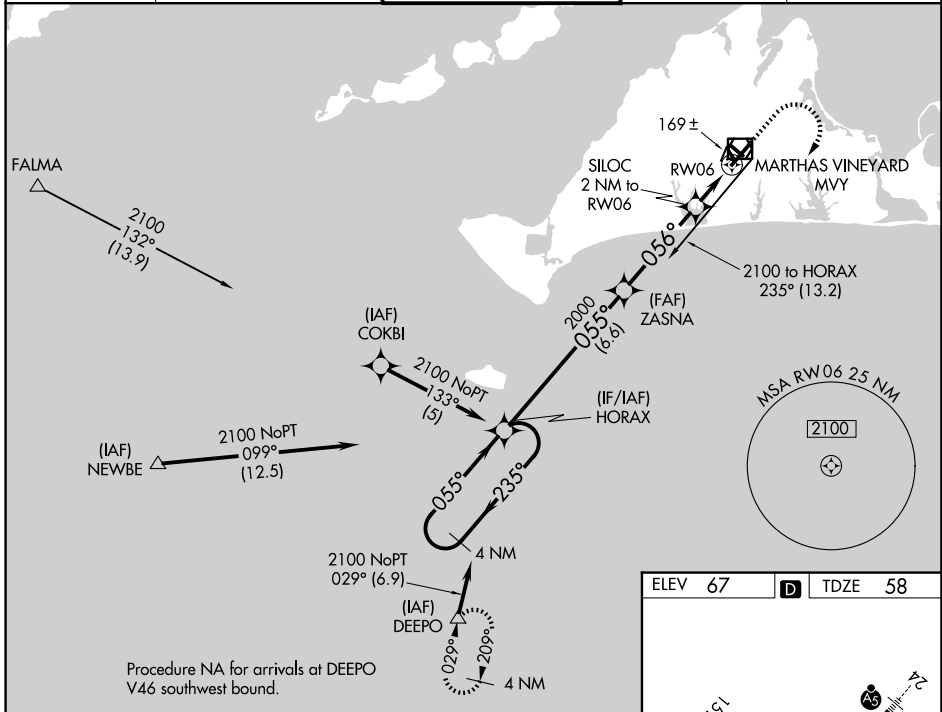 FALMA
2100
132°
(13.9)
169±
SILOC
2 NM to
RW06
RW06
MARTHAS VINEYARD
MVY
056°
2100 to HORAX
235° (13.2)
(FAF)
ZASNA
2000
055°
(6.6)
(IAF)
COKBI
2100 NoPT
133°
(5)
(IF/IAF)
HORAX
MSA RW06 25 NM
2100
(IAF)
NEWBE
2100 NoPT
099°
(12.5)
055°
235°
4 NM
2100 NoPT
029° (6.9)
(IAF)
DEEPO
029°
209°
4 NM
Procedure NA for arrivals at DEEPO
V46 southwest bound.
ELEV 67
D
TDZE 58
A5
24